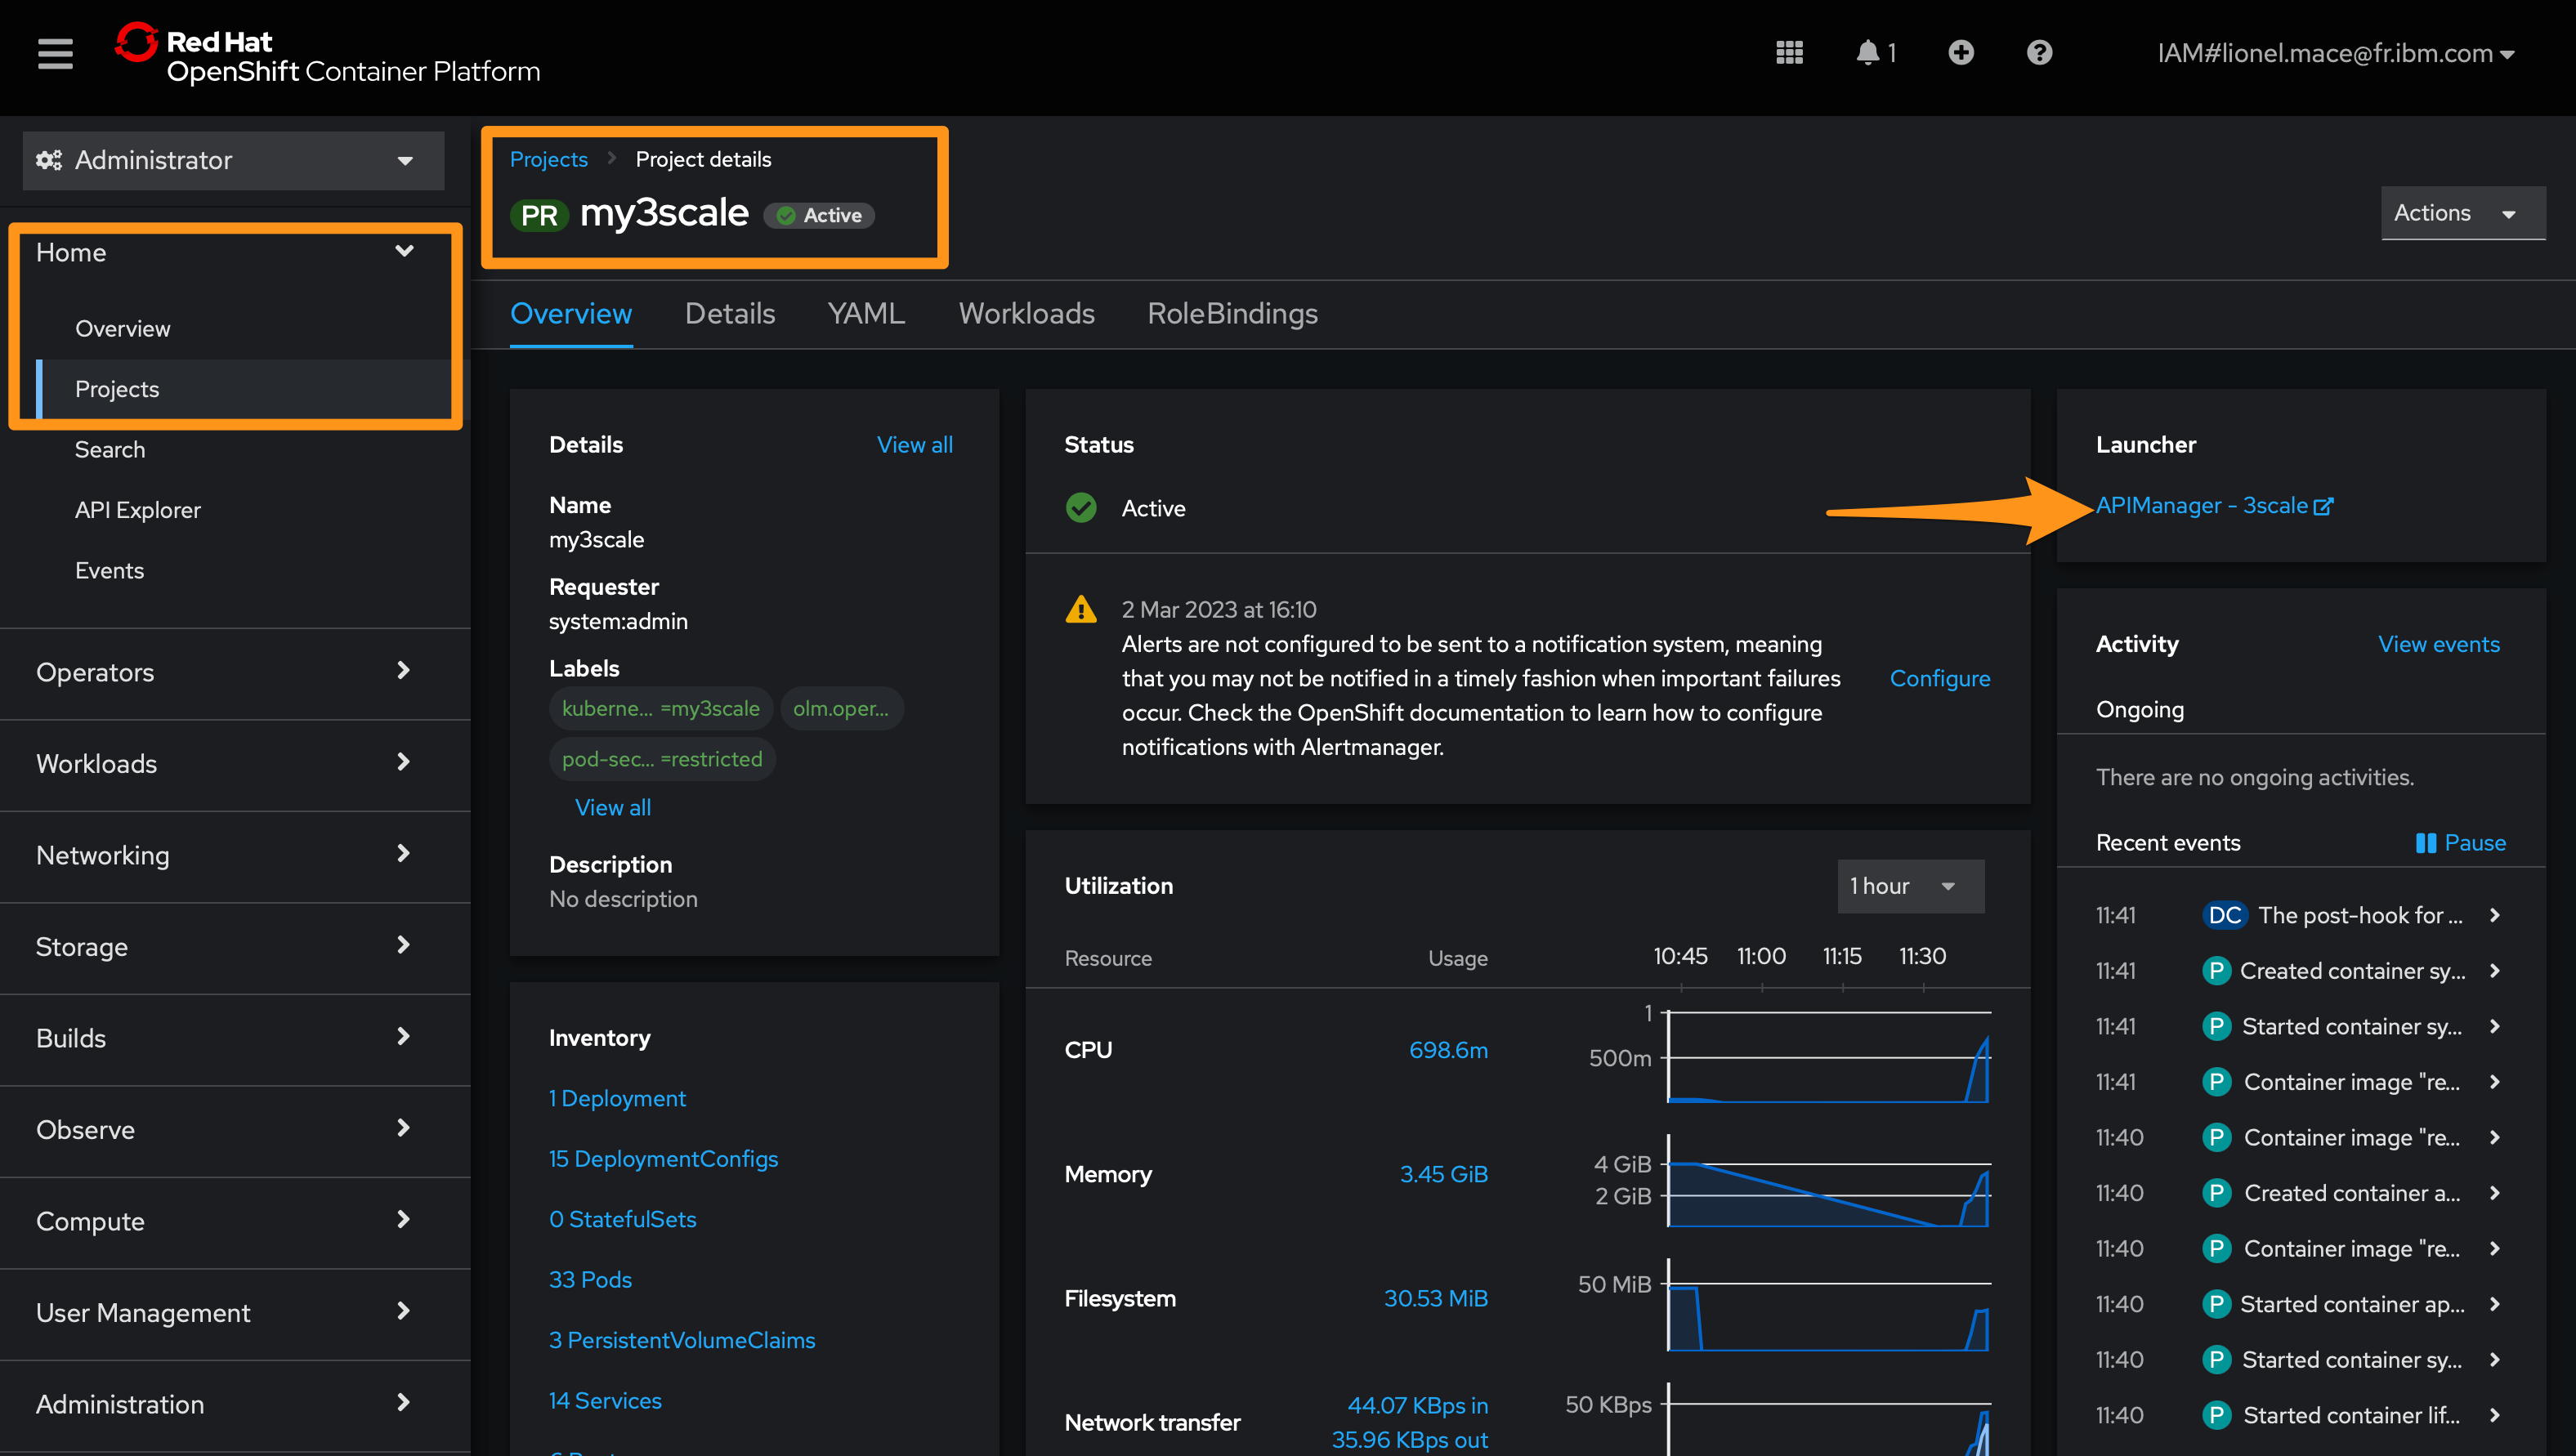 Red Hat
OpenShift Container Platform
1
IAM#lionel.mace@fr.ibm.com
Administrator
Home
Overview
Projects
Search
API Explorer
Events
Operators
Workloads
Networking
Storage
Builds
Observe
Compute
User Management
Administration
Projects > Project details
PR my3scale Active
Actions
Overview Details YAML Workloads RoleBindings
Details View all
Name
my3scale
Requester
system:admin
Labels
kuberne... =my3scale olm.oper...
pod-sec... =restricted
View all
Description
No description
Inventory
1 Deployment
15 DeploymentConfigs
0 StatefulSets
33 Pods
3 PersistentVolumeClaims
14 Services
Status
Active
2 Mar 2023 at 16:10
Alerts are not configured to be sent to a notification system, meaning
that you may not be notified in a timely fashion when important failures
occur. Check the OpenShift documentation to learn how to configure
notifications with Alertmanager.
Configure
Utilization 1 hour
Resource Usage 10:45 11:00 11:15 11:30
CPU 698.6m 1
500m
Memory 3.45 GiB 4 GiB
2 GiB
Filesystem 30.53 MiB 50 MiB
Network transfer 44.07 KBps in
35.96 KBps out
50 KBps
Launcher
APIManager - 3scale
Activity View events
Ongoing
There are no ongoing activities.
Recent events Pause
11:41 DC The post-hook for ...
11:41 P Created container sy...
11:41 P Started container sy...
11:41 P Container image "re...
11:40 P Container image "re...
11:40 P Created container a...
11:40 P Container image "re...
11:40 P Started container ap...
11:40 P Started container sy...
11:40 P Started container lif...